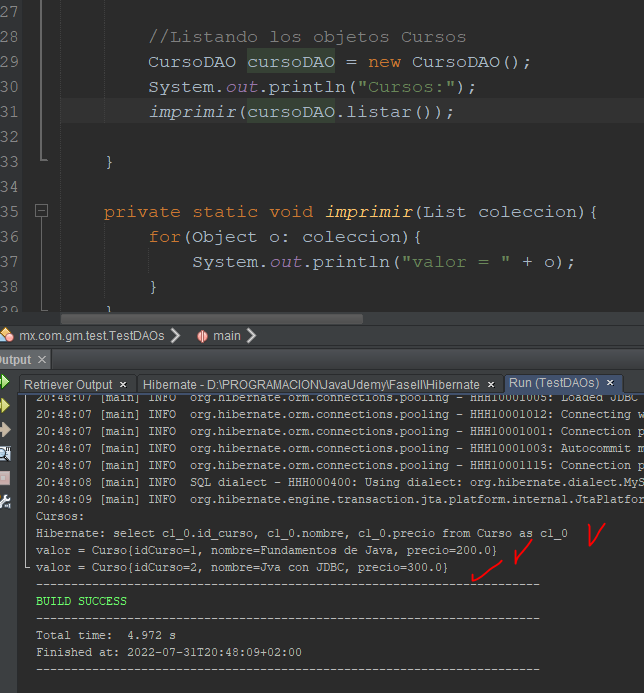 27
28 //Listando los objetos Cursos
29 CursoDAO cursoDAO = new CursoDAO();
30 System.out.println("Cursos:");
31 imprimir(cursoDAO.listar());
32
33 }
34
35 private static void imprimir(List coleccion){
36 for(Object o: coleccion){
37 System.out.println("valor = " + o);
38 }
39 }
mx.com.gm.test.TestDAOs main
Output ×
Retriever Output × Hibernate - D:\PROGRAMACION\JavaUdemy\FaseII\Hibernate × Run (TestDAOs) ×
20:48:07 [main] INFO org.hibernate.orm.connections.pooling - HHH10001005: Loaded JDBC
20:48:07 [main] INFO org.hibernate.orm.connections.pooling - HHH10001012: Connecting w
20:48:07 [main] INFO org.hibernate.orm.connections.pooling - HHH10001001: Connection p
20:48:07 [main] INFO org.hibernate.orm.connections.pooling - HHH10001003: Autocommit m
20:48:07 [main] INFO org.hibernate.orm.connections.pooling - HHH10001115: Connection p
20:48:08 [main] INFO SQL dialect - HHH000400: Using dialect: org.hibernate.dialect.MyS
20:48:09 [main] INFO org.hibernate.engine.transaction.jta.platform.internal.JtaPlatfor
Cursos:
Hibernate: select c1_0.id_curso, c1_0.nombre, c1_0.precio from Curso as c1_0
valor = Curso{idCurso=1, nombre=Fundamentos de Java, precio=200.0}
valor = Curso{idCurso=2, nombre=Jva con JDBC, precio=300.0}
------------------------------------------------------------------------
BUILD SUCCESS
------------------------------------------------------------------------
Total time: 4.972 s
Finished at: 2022-07-31T20:48:09+02:00
------------------------------------------------------------------------